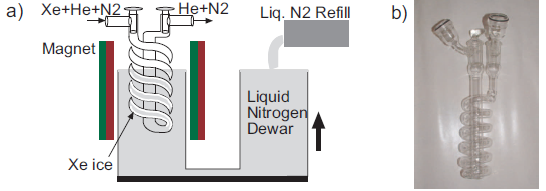 a)
Xe+He+N2
He+N2
Liq. N2 Refill
b)
Magnet
Liquid
Nitrogen
Dewar
Xe ice